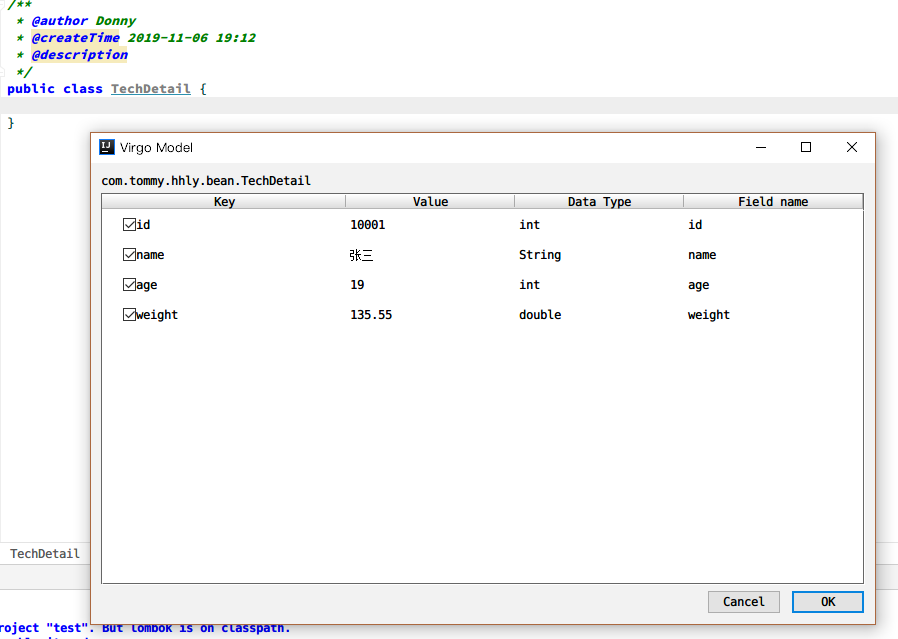 /**
* @author Donny
* @createTime 2019-11-06 19:12
* @description
*/
public class TechDetail {
}
Virgo Model
com.tommy.hhly.bean.TechDetail
Key Value Data Type Field name
id 10001 int id
name 张三 String name
age 19 int age
weight 135.55 double weight
TechDetail
Cancel OK
roject "test". But lombok is on classpath.